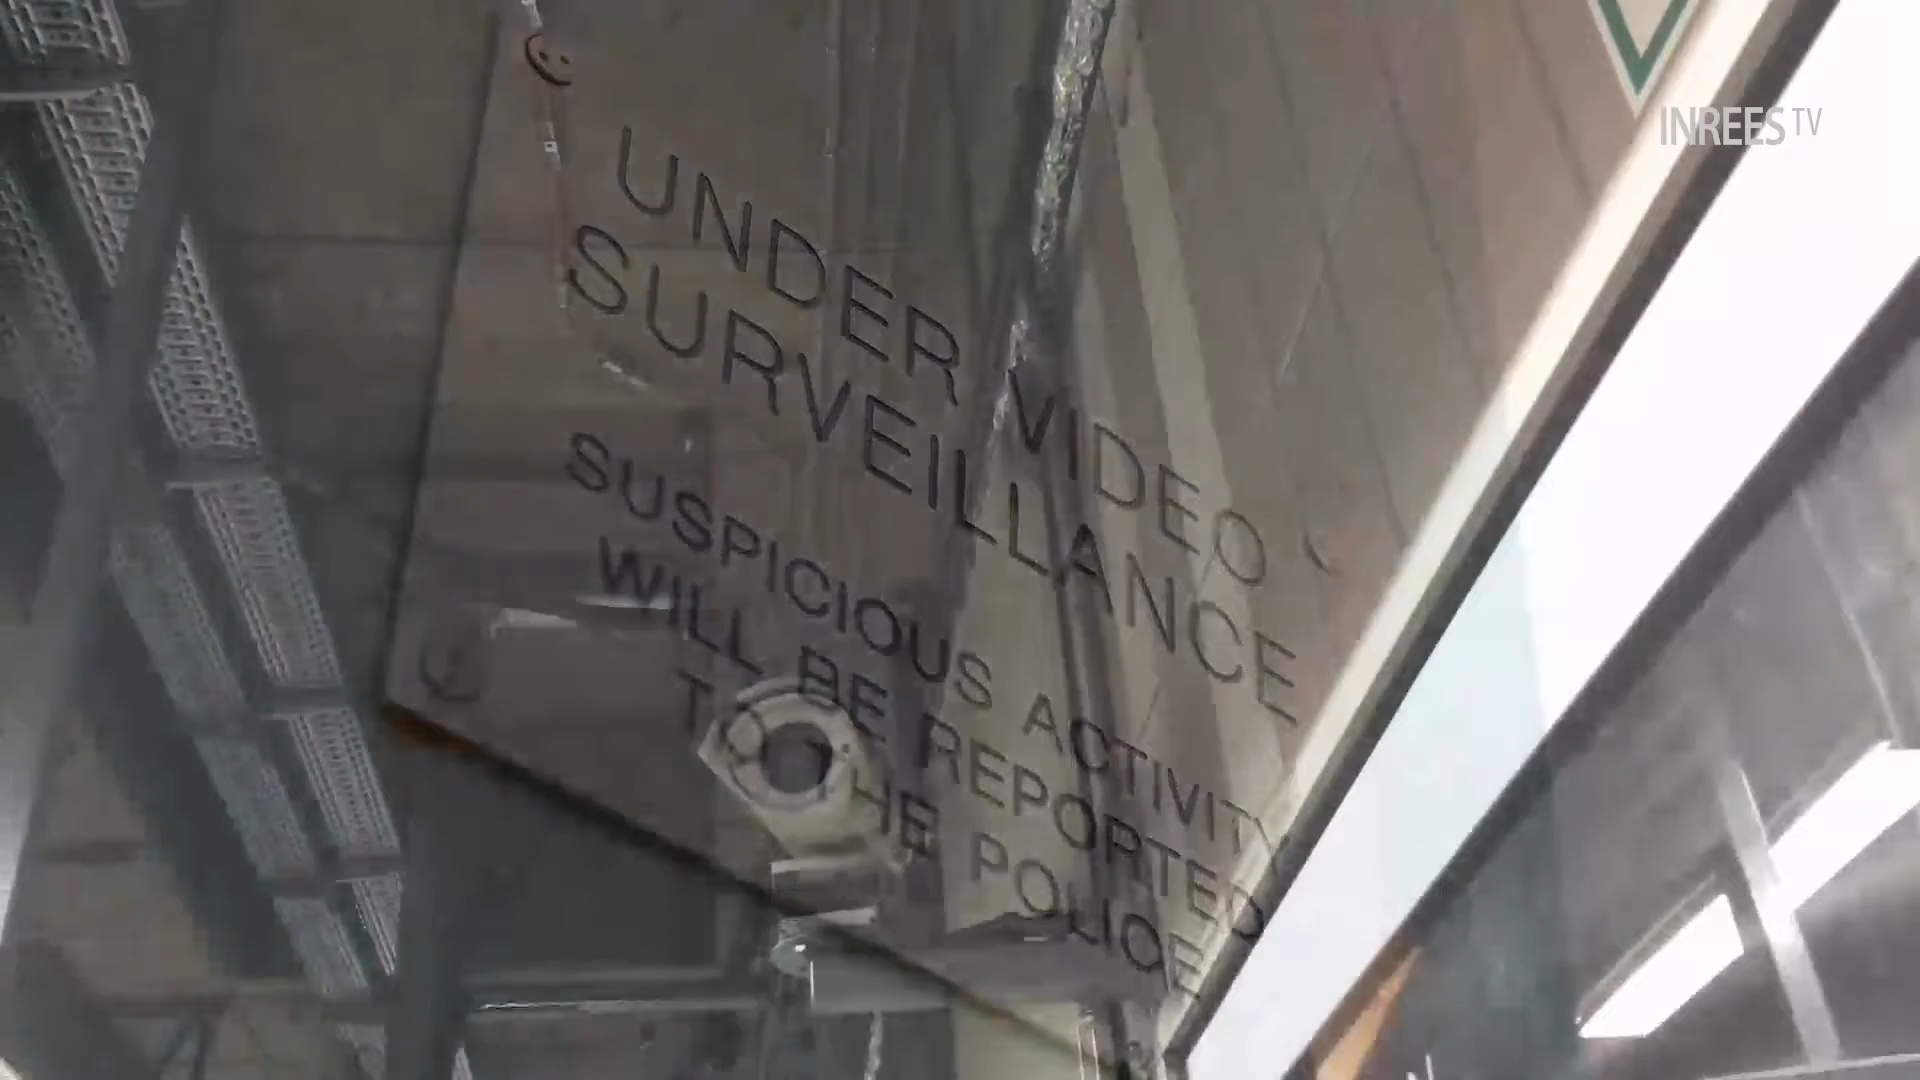 INREES TV
UNDER VIDEO
SURVEILLANCE
SUSPICIOUS ACTIVITY
WILL BE REPORTED
TO THE POLICE